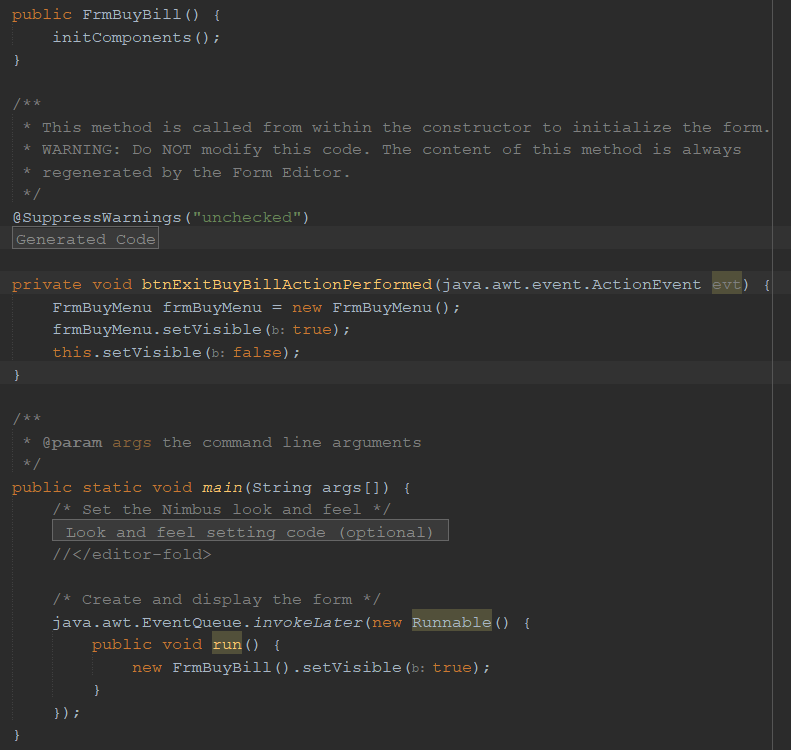 public FrmBuyBill() {
    initComponents();
}

/**
 * This method is called from within the constructor to initialize the form.
 * WARNING: Do NOT modify this code. The content of this method is always
 * regenerated by the Form Editor.
 */
@SuppressWarnings("unchecked")
Generated Code

private void btnExitBuyBillActionPerformed(java.awt.event.ActionEvent evt) {
    FrmBuyMenu frmBuyMenu = new FrmBuyMenu();
    frmBuyMenu.setVisible(b: true);
    this.setVisible(b: false);
}

/**
 * @param args the command line arguments
 */
public static void main(String args[]) {
    /* Set the Nimbus look and feel */
    Look and feel setting code (optional)
    //</editor-fold>

    /* Create and display the form */
    java.awt.EventQueue.invokeLater(new Runnable() {
        public void run() {
            new FrmBuyBill().setVisible(b: true);
        }
    });
}